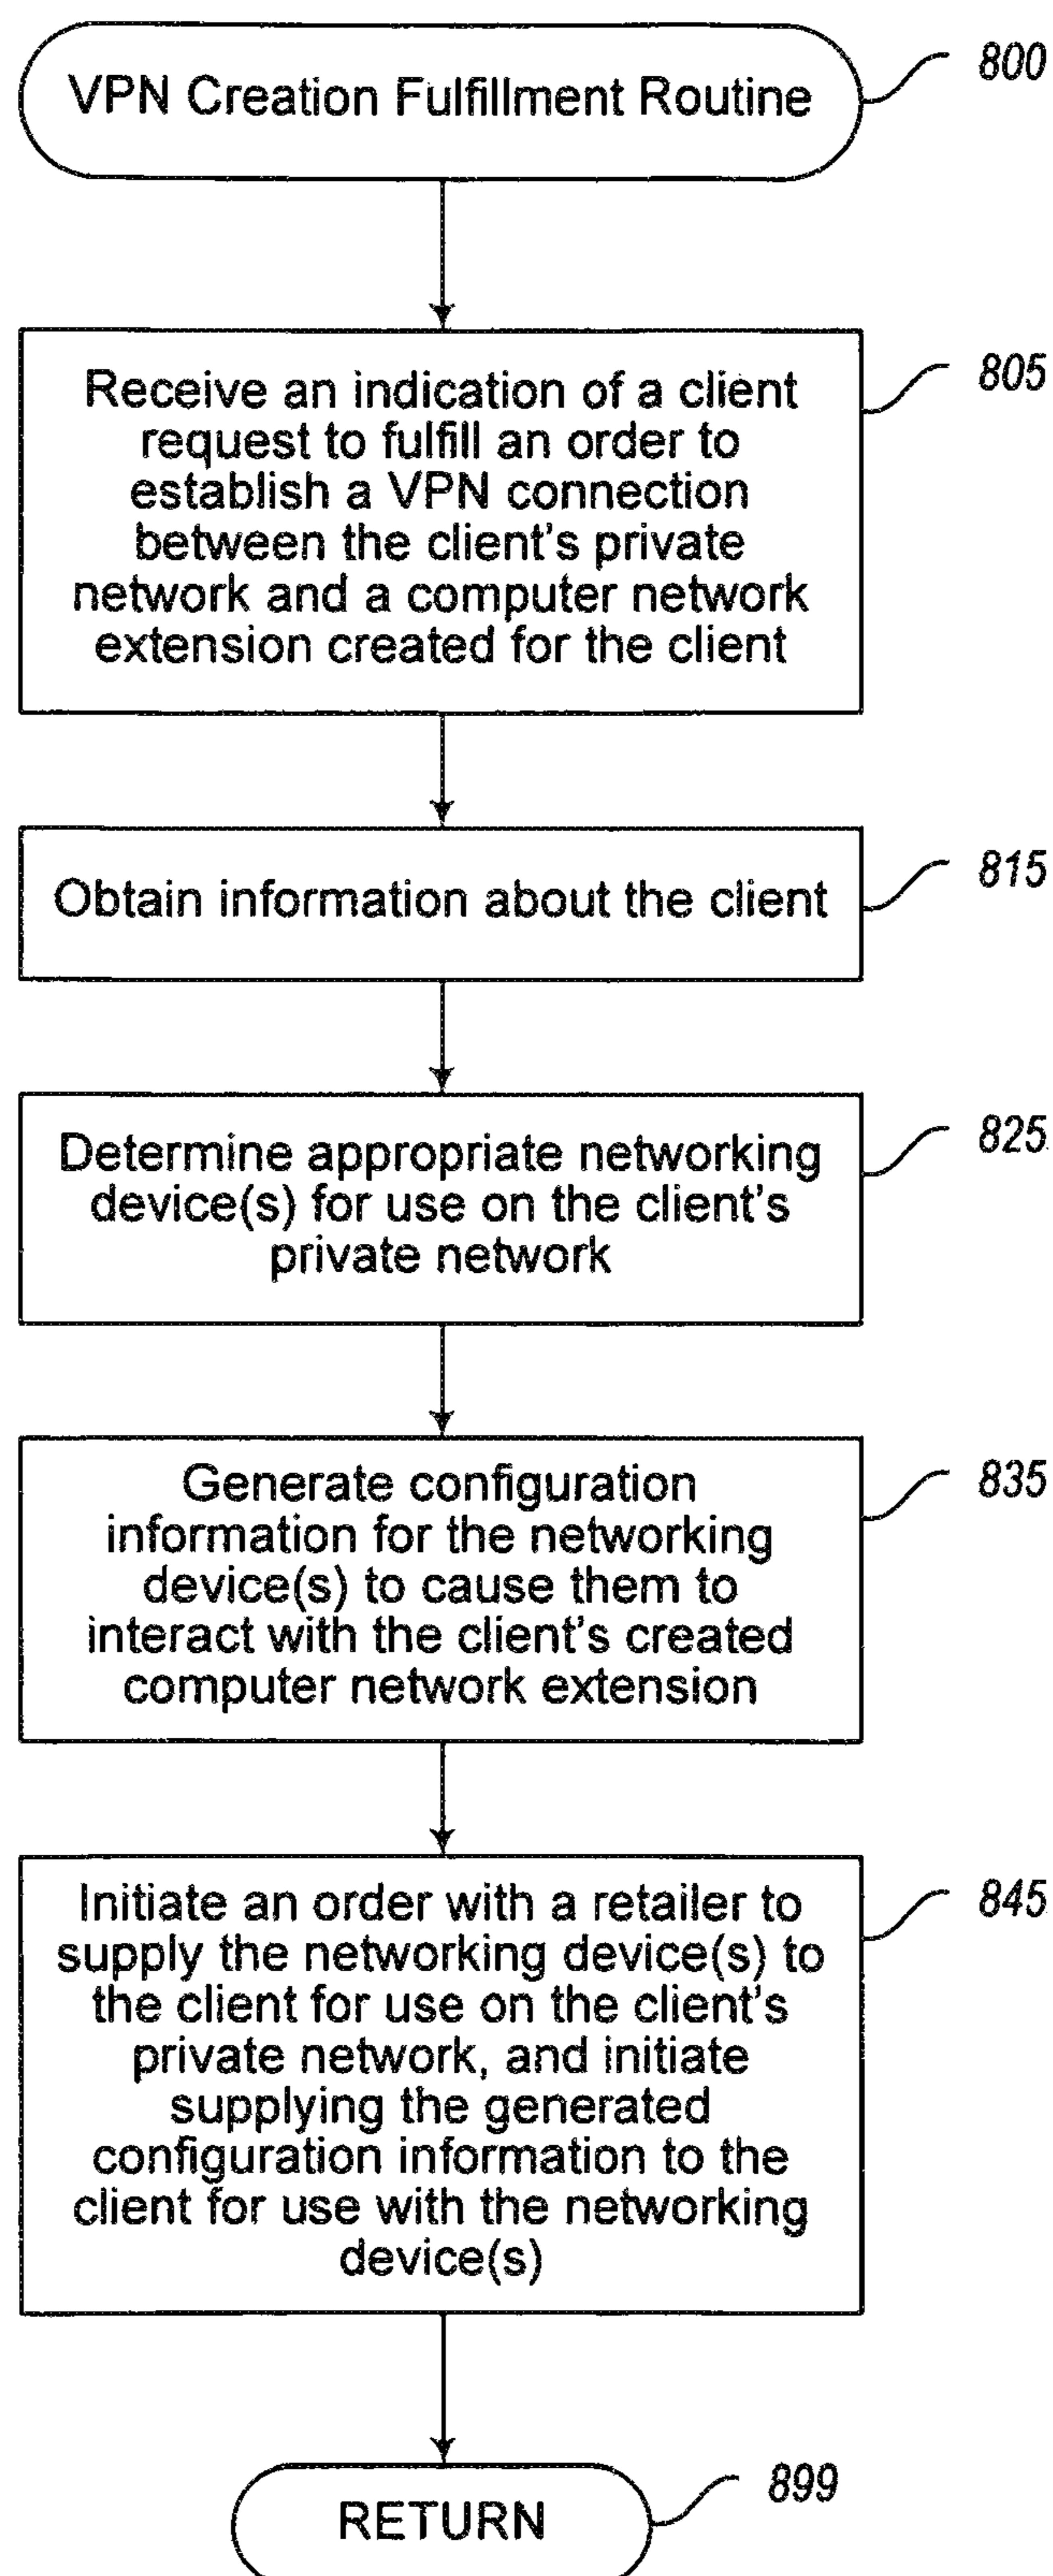 VPN Creation Fulfillment Routine
800
Receive an indication of a client
request to fulfill an order to
establish a VPN connection
between the client's private
network and a computer network
extension created for the client
805
Obtain information about the client
815
Determine appropriate networking
device(s) for use on the client's
private network
825
Generate configuration
information for the networking
device(s) to cause them to
interact with the client's created
computer network extension
835
Initiate an order with a retailer to
supply the networking device(s) to
the client for use on the client's
private network, and initiate
supplying the generated
configuration information to the
client for use with the networking
device(s)
845
RETURN
899